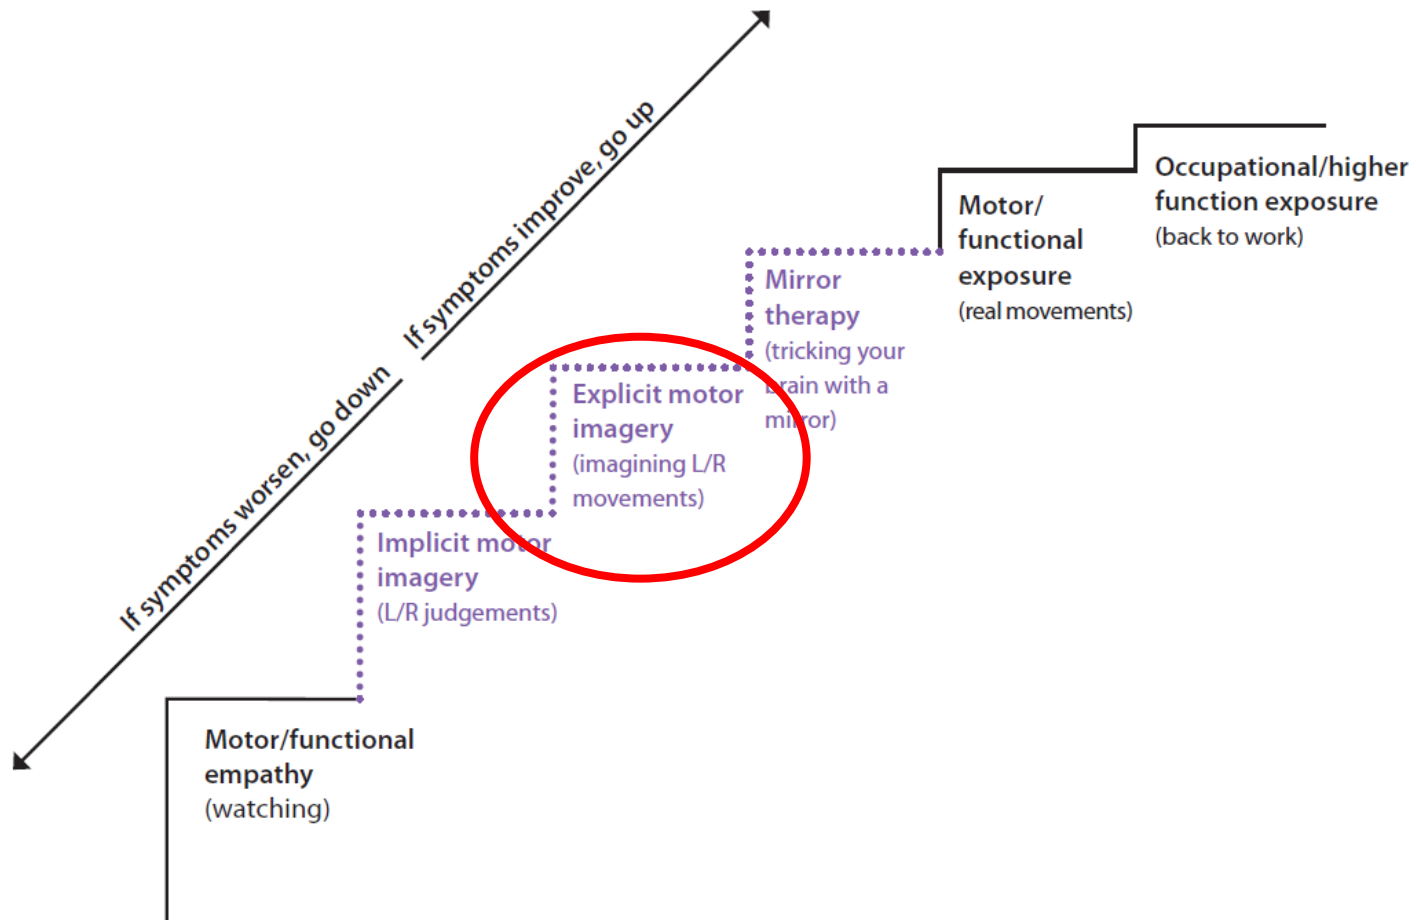 If symptoms improve, go up
If symptoms worsen, go down
Occupational/higher
function exposure
(back to work)
Motor/
functional
exposure
(real movements)
Mirror
therapy
(tricking your
brain with a
mirror)
Explicit motor
imagery
(imagining L/R
movements)
Implicit motor
imagery
(L/R judgements)
Motor/functional
empathy
(watching)